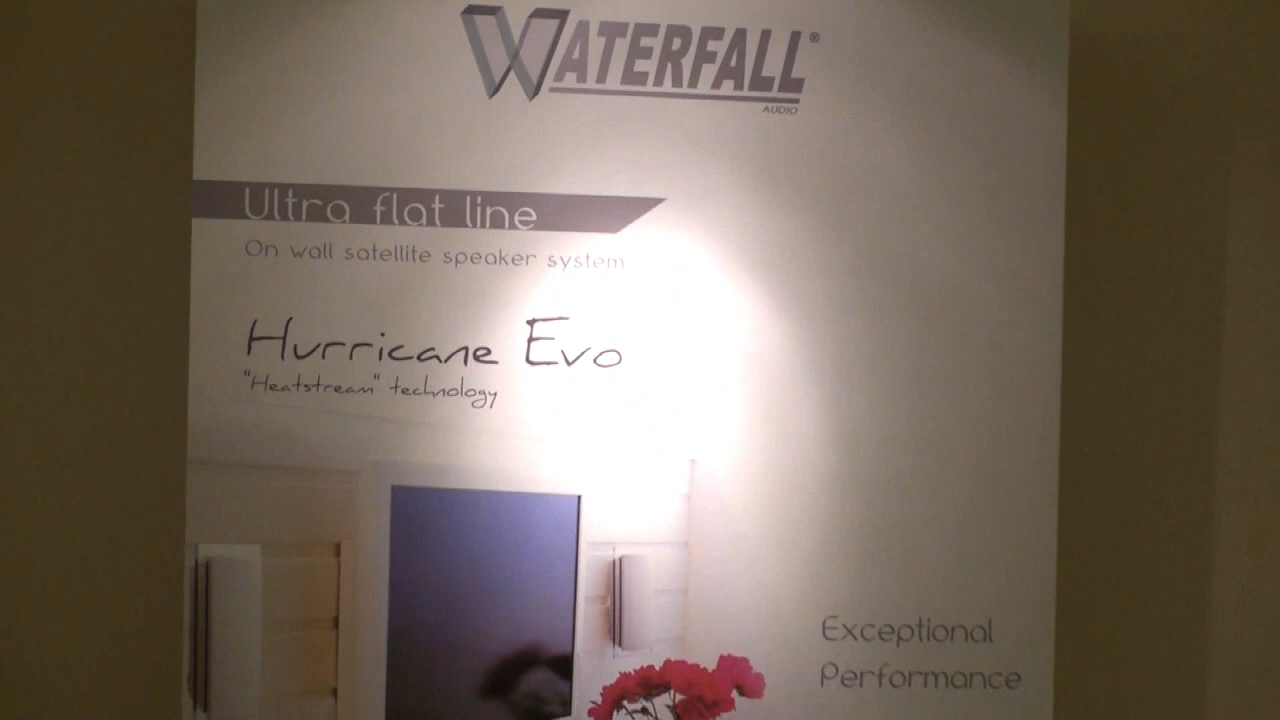 WATERFALL®
AUDIO
Ultra flat line
On wall satellite speaker system
Hurricane Evo
"Heatstream" technology
Exceptional
Performance